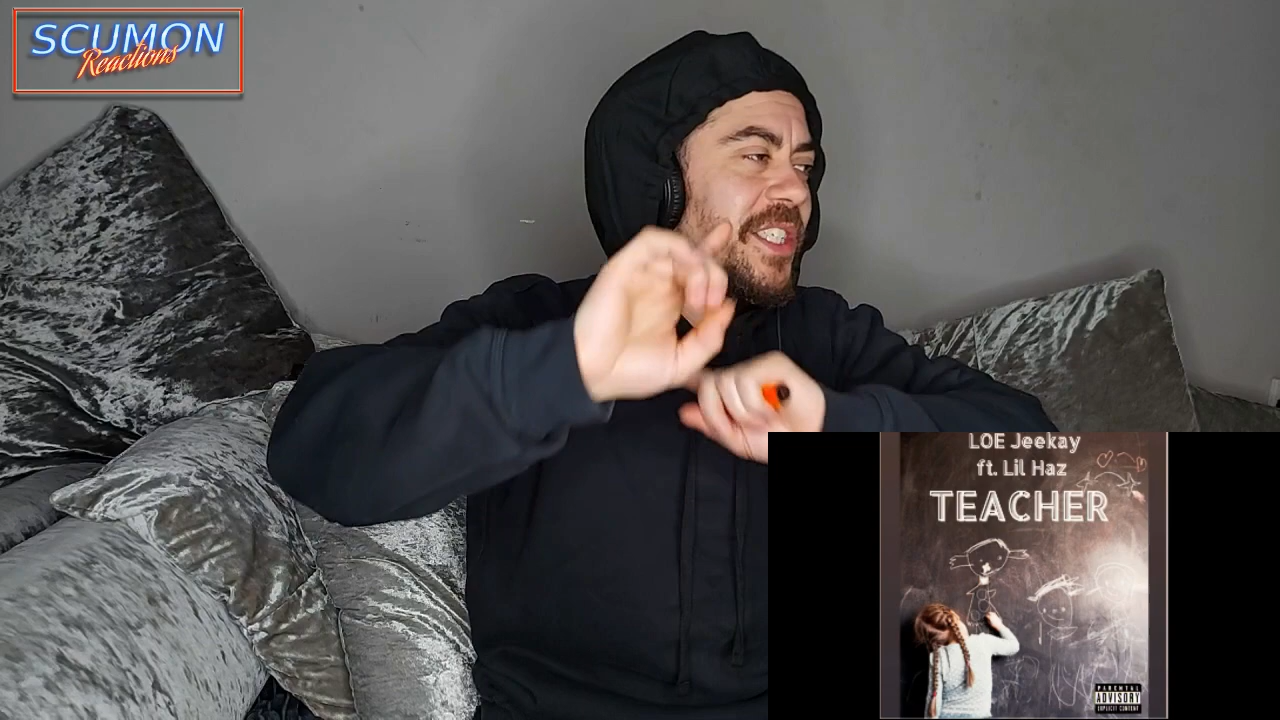 SCUMON
Reactions
LOE Jeekay
ft. Lil Haz
TEACHER
PARENTAL
ADVISORY
EXPLICIT CONTENT